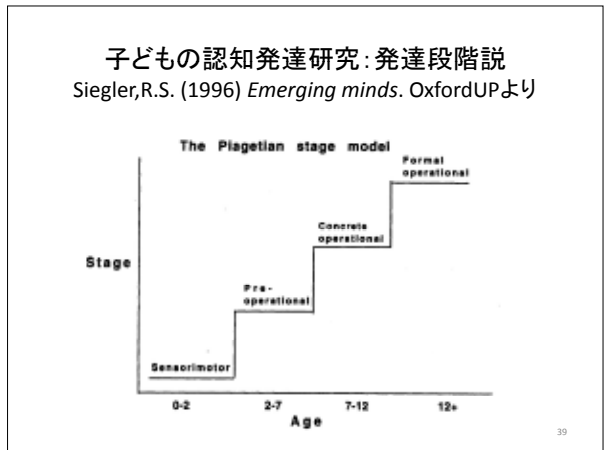 子どもの認知発達研究：発達段階説
Siegler,R.S. (1996) Emerging minds. OxfordUPより
The Piagetian stage model
Formal
operational
Concrete
operational
Stage
Pre-
operational
Sensorimotor
0-2 2-7 7-12 12+
Age
39